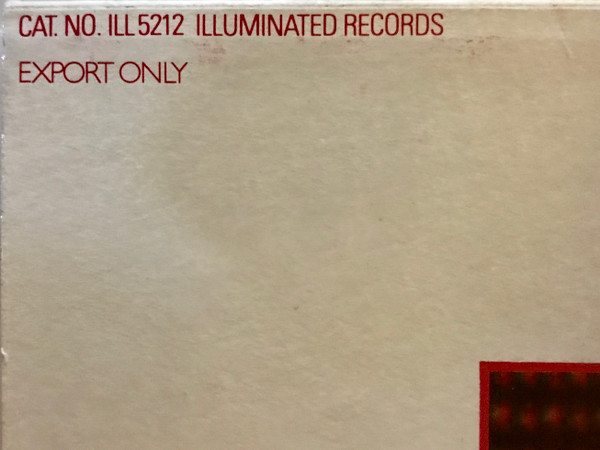 CAT. NO. ILL 5212 ILLUMINATED RECORDS
EXPORT ONLY